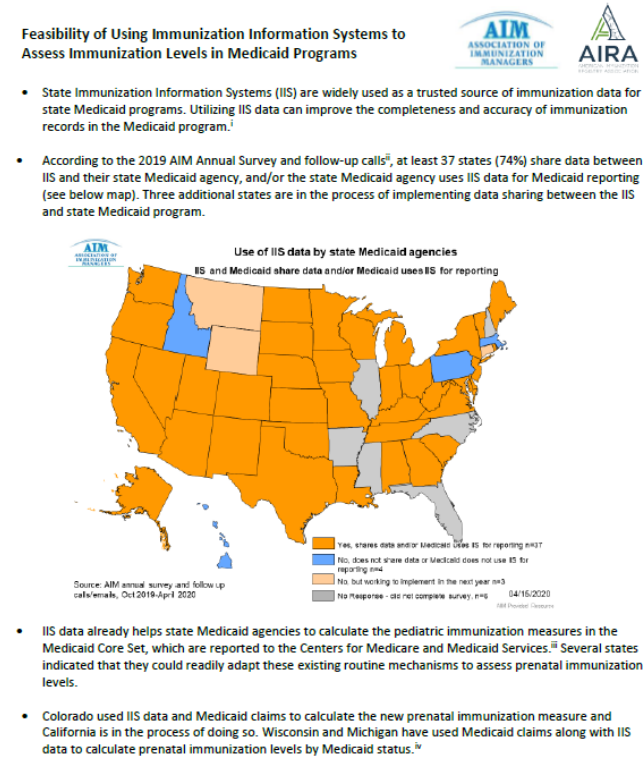 Feasibility of Using Immunization Information Systems to
Assess Immunization Levels in Medicaid Programs
AIM
ASSOCIATION OF
IMMUNIZATION
MANAGERS
AIRA
• State Immunization Information Systems (IIS) are widely used as a trusted source of immunization data for
state Medicaid programs. Utilizing IIS data can improve the completeness and accuracy of immunization
records in the Medicaid program.i
• According to the 2019 AIM Annual Survey and follow-up callsii, at least 37 states (74%) share data between
IIS and their state Medicaid agency, and/or the state Medicaid agency uses IIS data for Medicaid reporting
(see below map). Three additional states are in the process of implementing data sharing between the IIS
and state Medicaid program.
AIM
ASSOCIATION OF
IMMUNIZATION
MANAGERS
Use of IIS data by state Medicaid agencies
IIS and Medicaid share data and/or Medicaid uses IIS for reporting
Yes, shares data and/or Medicaid uses IIS for reporting n=37
No, does not share data or Medicaid does not use IIS for
reporting n=4
No, but working to implement in the next year n=3
No Response - did not complete survey, n=6
Source: AIM annual survey and follow up
calls/emails, Oct 2019-April 2020
04/15/2020
• IIS data already helps state Medicaid agencies to calculate the pediatric immunization measures in the
Medicaid Core Set, which are reported to the Centers for Medicare and Medicaid Services.iii Several states
indicated that they could readily adapt these existing routine mechanisms to assess prenatal immunization
levels.
• Colorado used IIS data and Medicaid claims to calculate the new prenatal immunization measure and
California is in the process of doing so. Wisconsin and Michigan have used Medicaid claims along with IIS
data to calculate prenatal immunization levels by Medicaid status.iv